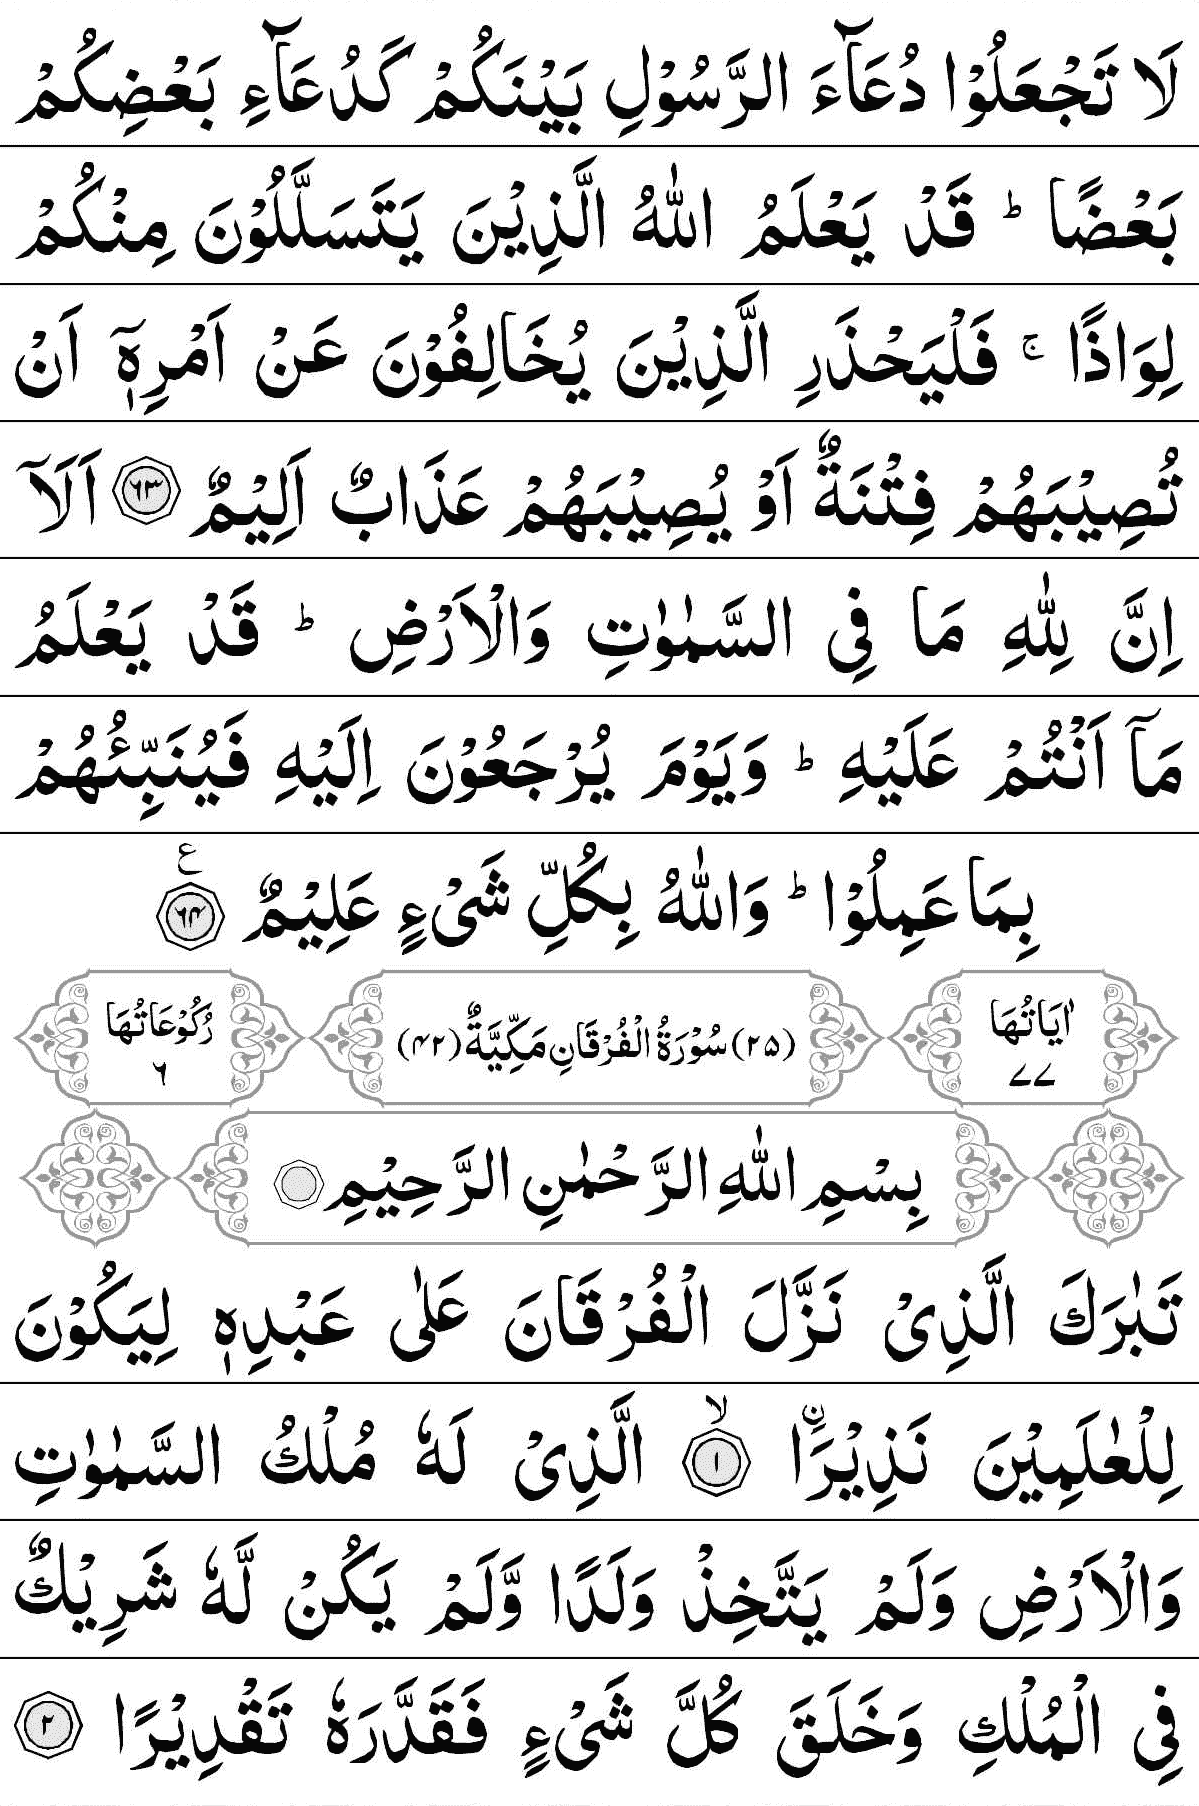 لَا تَجْعَلُوْا دُعَآءَ الرَّسُوْلِ بَيْنَكُمْ كَدُعَآءِ بَعْضِكُمْ
بَعْضًا ؕ قَدْ يَعْلَمُ اللّٰهُ الَّذِيْنَ يَتَسَلَّلُوْنَ مِنْكُمْ
لِوَاذًا ۚ فَلْيَحْذَرِ الَّذِيْنَ يُخَالِفُوْنَ عَنْ اَمْرِهٖۤ اَنْ
تُصِيْبَهُمْ فِتْنَةٌ اَوْ يُصِيْبَهُمْ عَذَابٌ اَلِيْمٌ ﴿۶۳﴾ اَلَاۤ
اِنَّ لِلّٰهِ مَا فِى السَّمٰوٰتِ وَالْاَرْضِ ؕ قَدْ يَعْلَمُ
مَاۤ اَنْتُمْ عَلَيْهِ ؕ وَيَوْمَ يُرْجَعُوْنَ اِلَيْهِ فَيُنَبِّئُهُمْ
بِمَا عَمِلُوْا ؕ وَاللّٰهُ بِكُلِّ شَىْءٍ عَلِيْمٌ ﴿۶۴﴾ ع
اٰيَاتُهَا ۷۷
(۲۵) سُوْرَةُ الْفُرْقَانِ مَكِّيَّةٌ (۴۲)
رُكُوْعَاتُهَا ۶
بِسْمِ اللّٰهِ الرَّحْمٰنِ الرَّحِيْمِ
تَبٰرَكَ الَّذِىْ نَزَّلَ الْفُرْقَانَ عَلٰى عَبْدِهٖ لِيَكُوْنَ
لِلْعٰلَمِيْنَ نَذِيْرَا ۨ ﴿۱﴾ ۙ الَّذِىْ لَهٗ مُلْكُ السَّمٰوٰتِ
وَالْاَرْضِ وَلَمْ يَتَّخِذْ وَلَدًا وَّلَمْ يَكُنْ لَّهٗ شَرِيْكٌ
فِى الْمُلْكِ وَخَلَقَ كُلَّ شَىْءٍ فَقَدَّرَهٗ تَقْدِيْرًا ﴿۲﴾